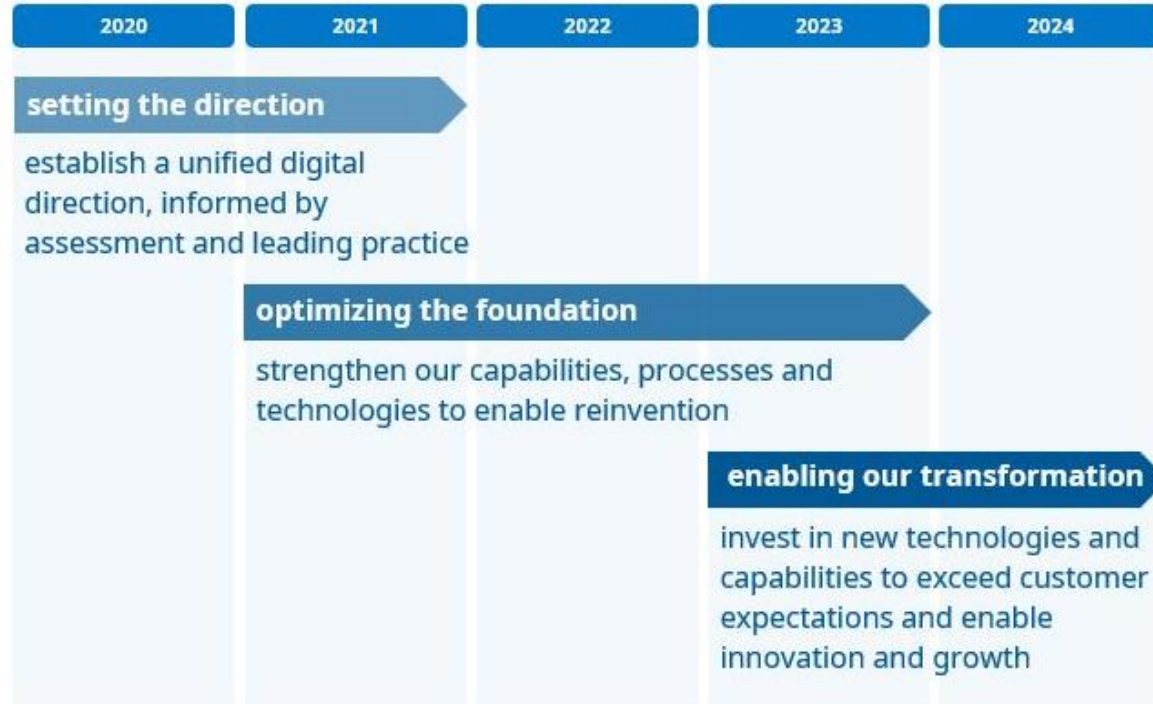 2020 2021 2022 2023 2024
setting the direction
establish a unified digital
direction, informed by
assessment and leading practice
optimizing the foundation
strengthen our capabilities, processes and
technologies to enable reinvention
enabling our transformation
invest in new technologies and
capabilities to exceed customer
expectations and enable
innovation and growth